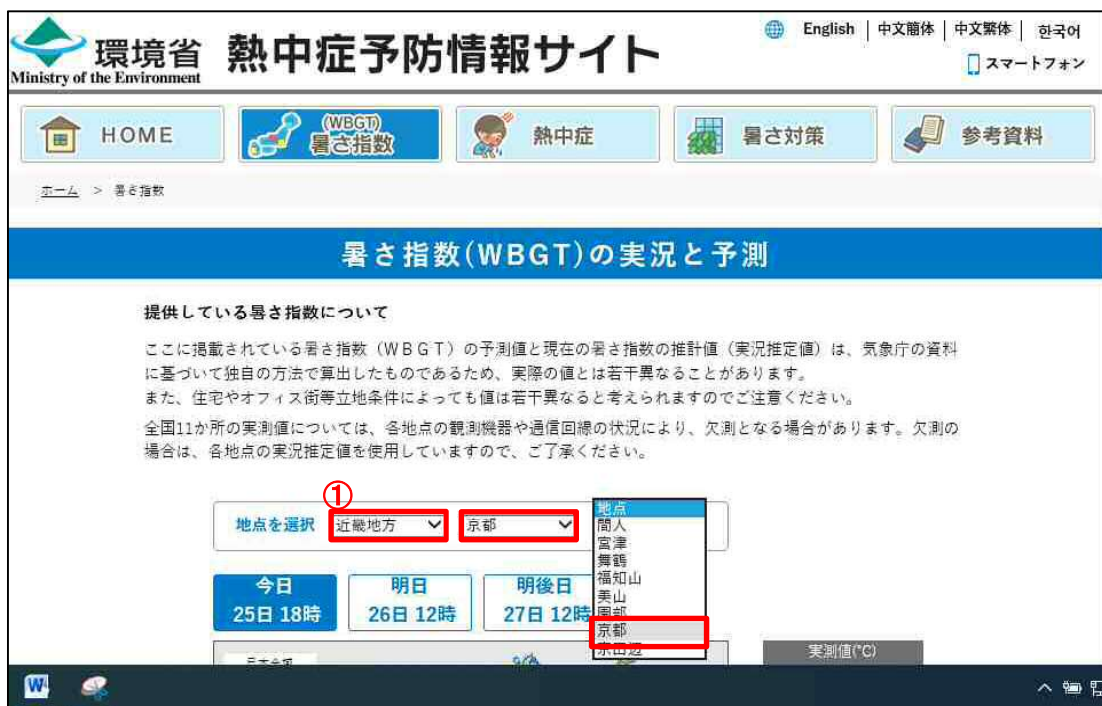 環境省
Ministry of the Environment
熱中症予防情報サイト
English | 中文简体 | 中文繁体 | 한국어
スマートフォン
HOME
(WBGT)
暑さ指数
熱中症
暑さ対策
参考資料
ホーム > 暑さ指数
暑さ指数(WBGT)の実況と予測
提供している暑さ指数について
ここに掲載されている暑さ指数（WBGT）の予測値と現在の暑さ指数の推計値（実況推定値）は、気象庁の資料
に基づいて独自の方法で算出したものであるため、実際の値とは若干異なることがあります。
また、住宅やオフィス街等立地条件によっても値は若干異なると考えられますのでご注意ください。
全国11か所の実測値については、各地点の観測機器や通信回線の状況により、欠測となる場合があります。欠測の
場合は、各地点の実況推定値を使用していますので、ご了承ください。
①
地点を選択 近畿地方 京都
地点
間人
宮津
舞鶴
福知山
美山
園部
京都
京田辺
今日
25日 18時
明日
26日 12時
明後日
27日 12時
実測値(°C)
W